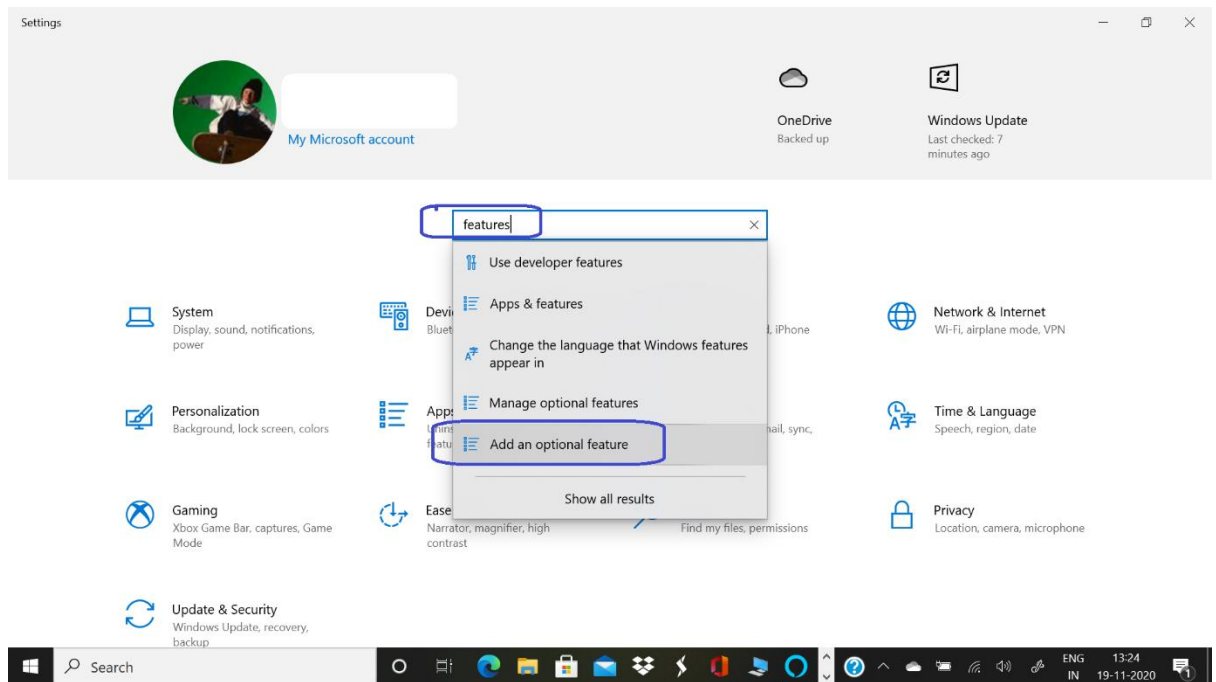 Settings
My Microsoft account
OneDrive
Backed up
Windows Update
Last checked: 7
minutes ago
features
Use developer features
Apps & features
Change the language that Windows features
appear in
Manage optional features
Add an optional feature
Show all results
System
Display, sound, notifications,
power
iPhone
Network & Internet
Wi-Fi, airplane mode, VPN
Personalization
Background, lock screen, colors
sync,
Time & Language
Speech, region, date
Gaming
Xbox Game Bar, captures, Game
Mode
Ease
Narrator, magnifier, high
contrast
Find my files, permissions
Privacy
Location, camera, microphone
Update & Security
Windows Update, recovery,
backup
Search
ENG
IN
13:24
19-11-2020
1